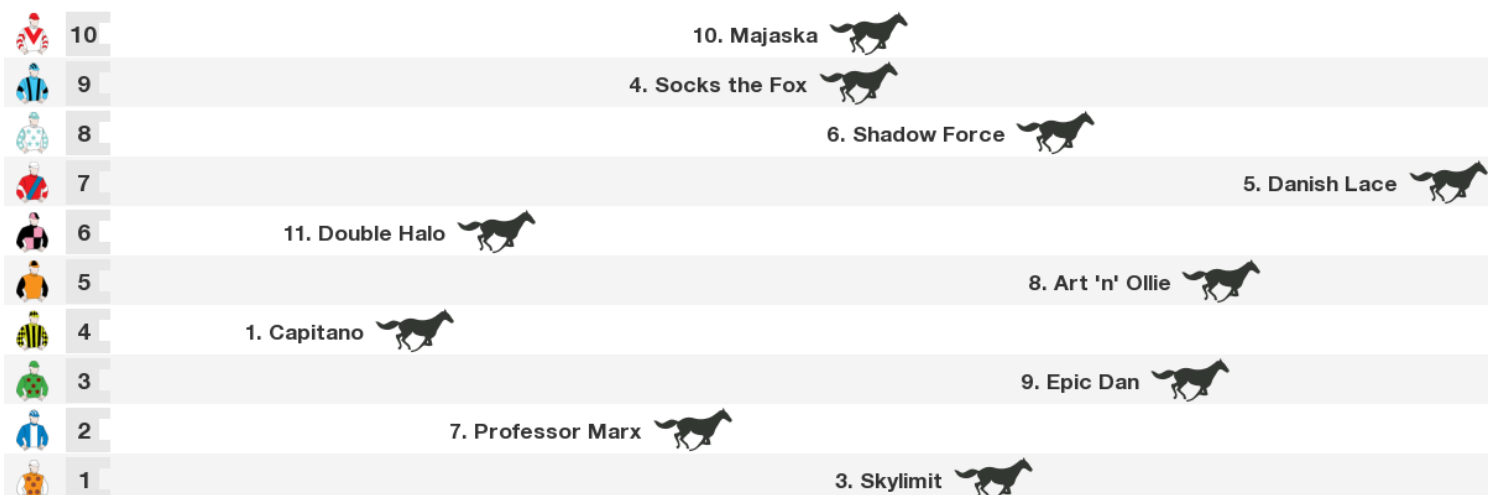 10 10. Majaska
9 4. Socks the Fox
8 6. Shadow Force
7 5. Danish Lace
6 11. Double Halo
5 8. Art 'n' Ollie
4 1. Capitano
3 9. Epic Dan
2 7. Professor Marx
1 3. Skylimit